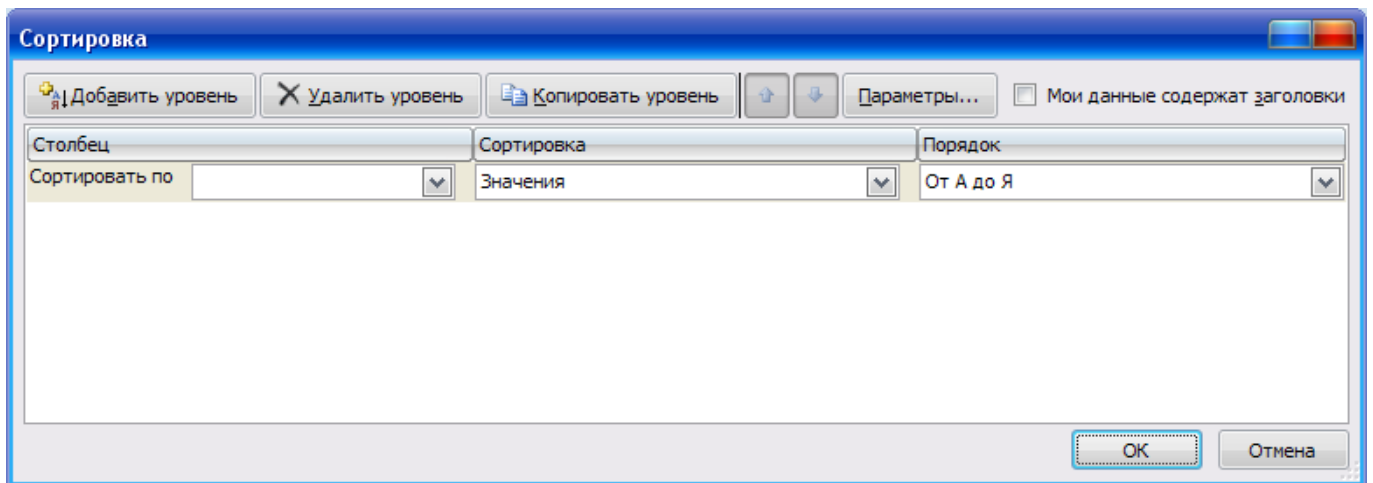 Сортировка
Добавить уровень Удалить уровень Копировать уровень Параметры... Мои данные содержат заголовки
Столбец Сортировка Порядок
Сортировать по Значения От А до Я
ОК Отмена